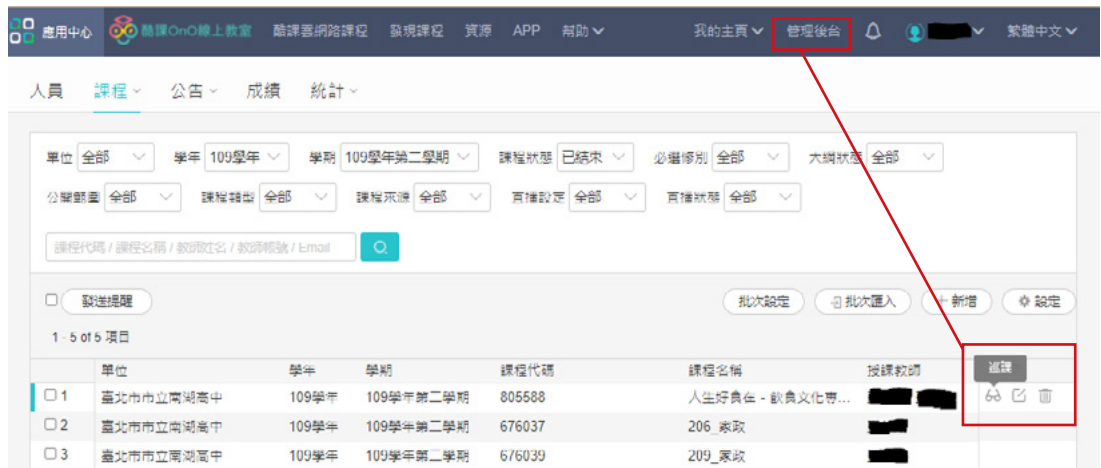 應用中心 酷課OnO線上教室 酷課雲網路課程 發現課程 資源 APP 幫助 我的主頁 管理後台 繁體中文
人員 課程 公告 成績 統計
單位 全部 學年 109學年 學期 109學年第二學期 課程狀態 已結束 必選修別 全部 大綱狀態 全部
公開範圍 全部 課程類型 全部 課程來源 全部 直播設定 全部 直播狀態 全部
課程代碼 / 課程名稱 / 教師姓名 / 教師帳號 / Email
發送提醒 批次設定 批次匯入 新增 設定
1 - 5 of 5 項目
巡課
單位 學年 學期 課程代碼 課程名稱 授課教師
1 臺北市市立南湖高中 109學年 109學年第二學期 805588 人生好食在 - 飲食文化專...
2 臺北市市立南湖高中 109學年 109學年第二學期 676037 206_家政
3 臺北市市立南湖高中 109學年 109學年第二學期 676039 209_家政